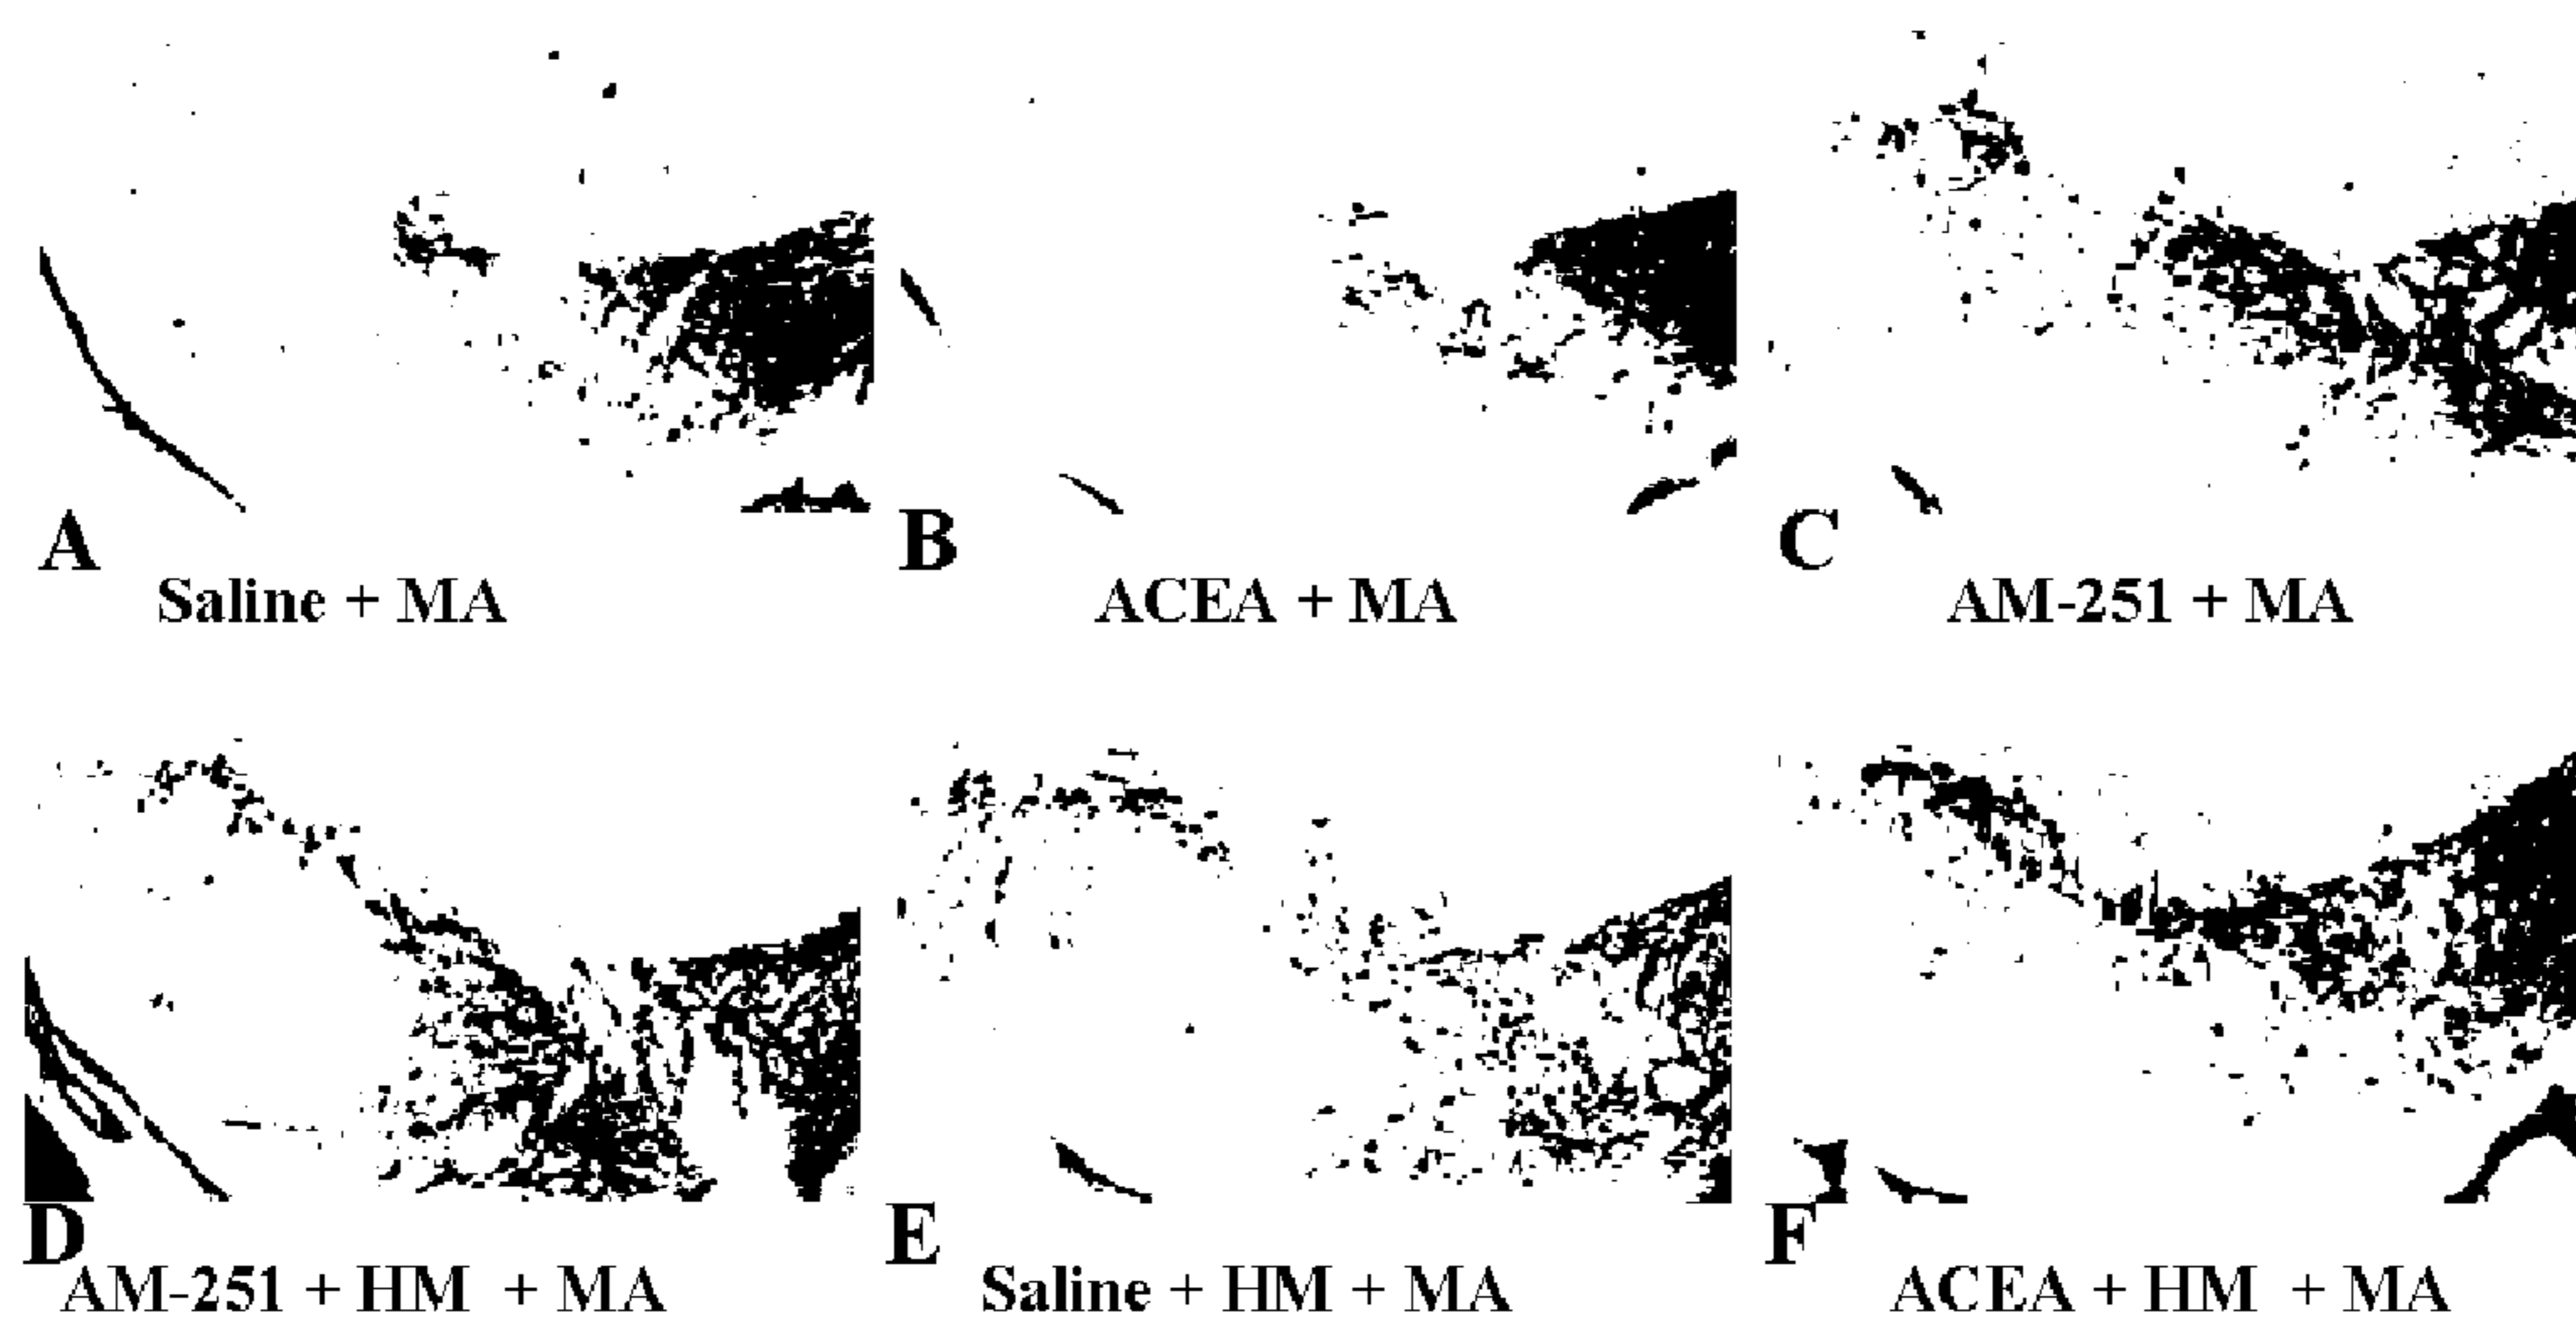 A B C
Saline + MA ACEA + MA AM-251 + MA
D E F
AM-251 + HM + MA Saline + HM + MA ACEA + HM + MA